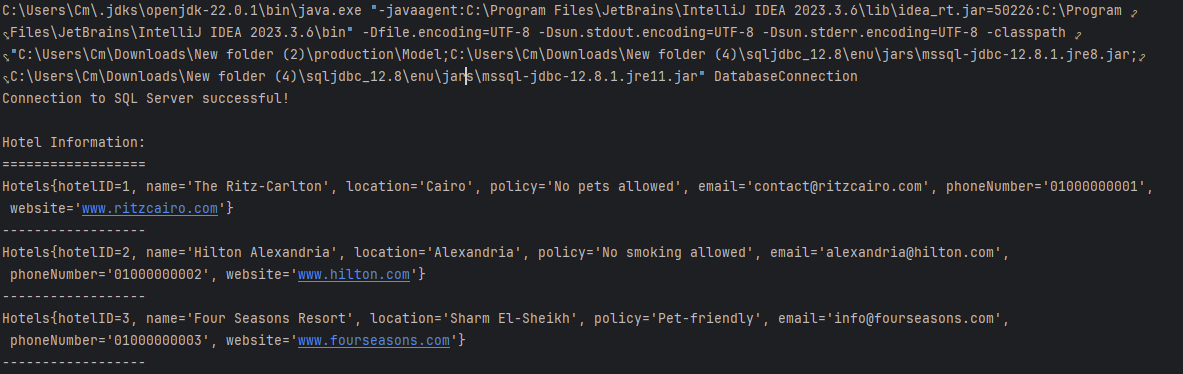 C:\Users\Cm\.jdks\openjdk-22.0.1\bin\java.exe "-javaagent:C:\Program Files\JetBrains\IntelliJ IDEA 2023.3.6\lib\idea_rt.jar=50226:C:\Program
Files\JetBrains\IntelliJ IDEA 2023.3.6\bin" -Dfile.encoding=UTF-8 -Dsun.stdout.encoding=UTF-8 -Dsun.stderr.encoding=UTF-8 -classpath
"C:\Users\Cm\Downloads\New folder (2)\production\Model;C:\Users\Cm\Downloads\New folder (4)\sqljdbc_12.8\enu\jars\mssql-jdbc-12.8.1.jre8.jar;
C:\Users\Cm\Downloads\New folder (4)\sqljdbc_12.8\enu\jars\mssql-jdbc-12.8.1.jre11.jar" DatabaseConnection
Connection to SQL Server successful!
Hotel Information:
==================
Hotels{hotelID=1, name='The Ritz-Carlton', location='Cairo', policy='No pets allowed', email='contact@ritzcairo.com', phoneNumber='01000000001',
website='www.ritzcairo.com'}
------------------
Hotels{hotelID=2, name='Hilton Alexandria', location='Alexandria', policy='No smoking allowed', email='alexandria@hilton.com',
phoneNumber='01000000002', website='www.hilton.com'}
------------------
Hotels{hotelID=3, name='Four Seasons Resort', location='Sharm El-Sheikh', policy='Pet-friendly', email='info@fourseasons.com',
phoneNumber='01000000003', website='www.fourseasons.com'}
------------------